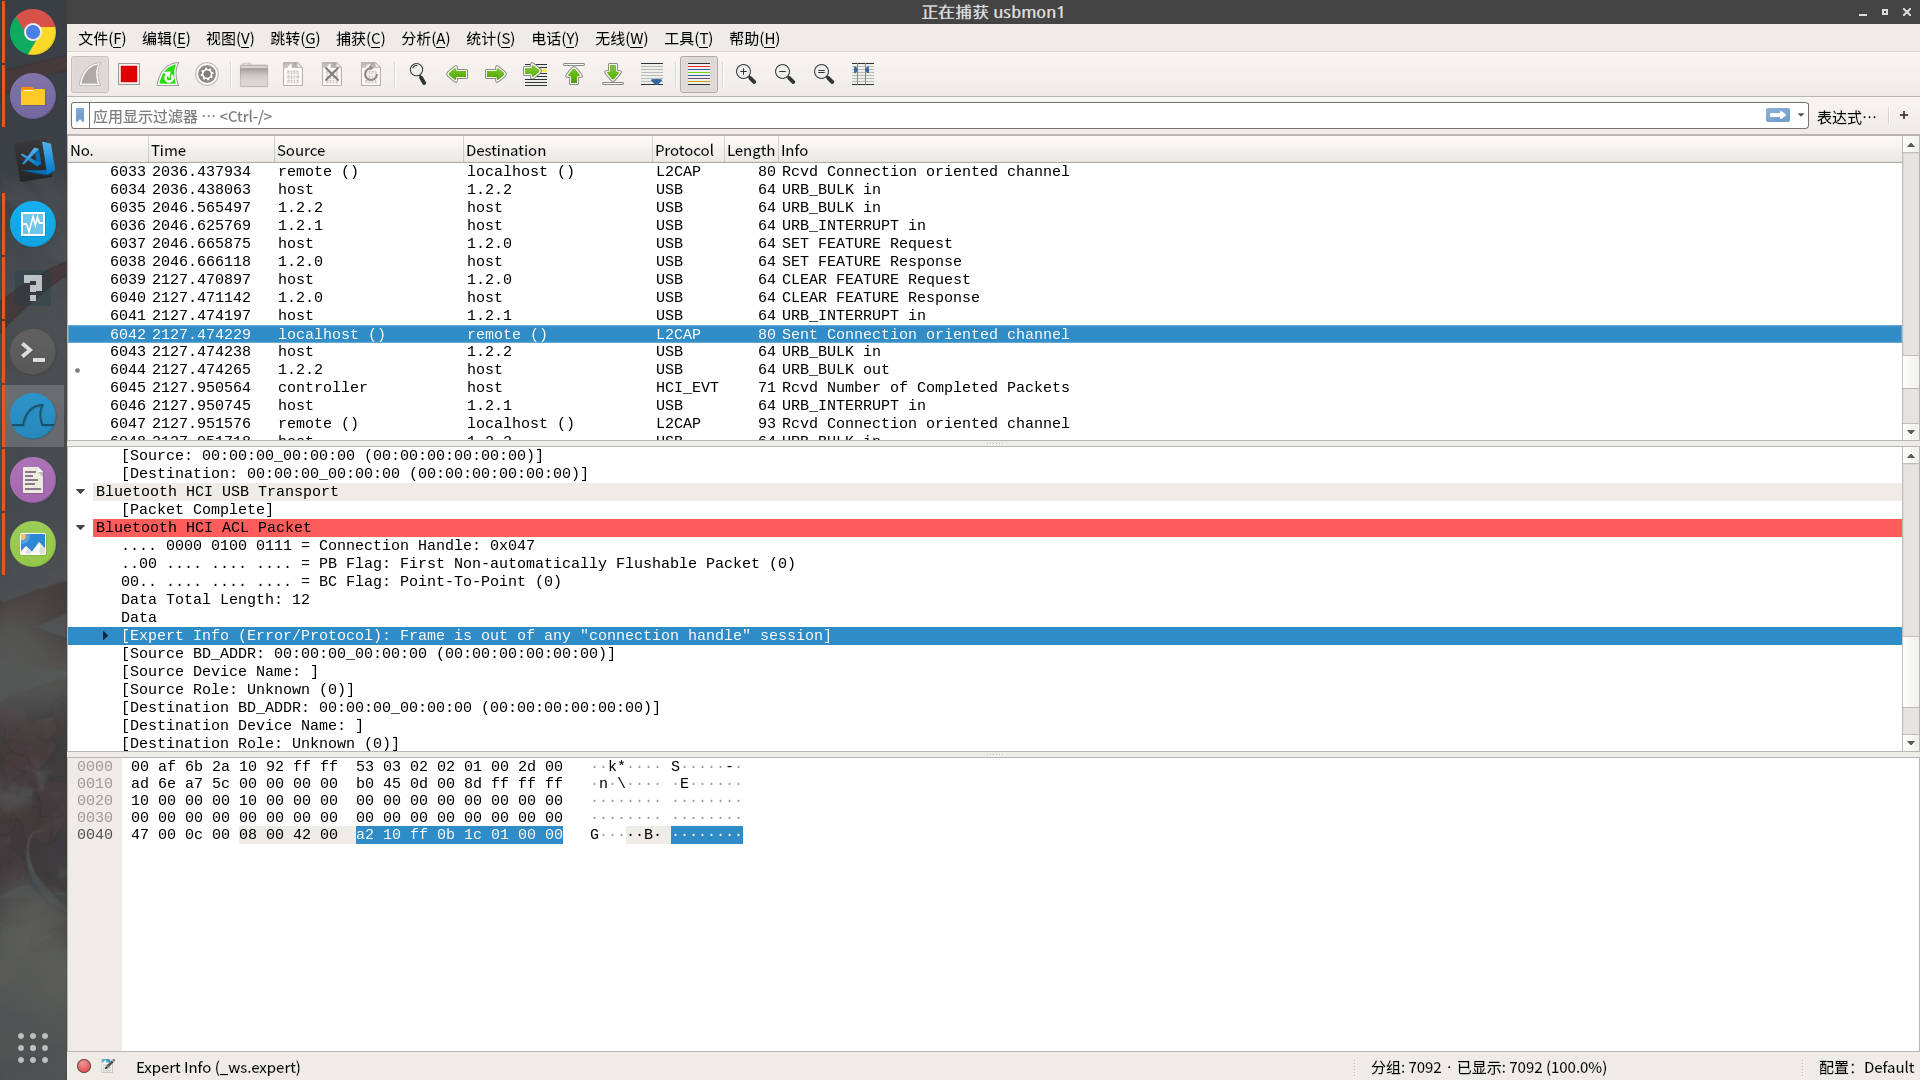 正在捕获 usbmon1
文件(F) 编辑(E) 视图(V) 跳转(G) 捕获(C) 分析(A) 统计(S) 电话(Y) 无线(W) 工具(T) 帮助(H)
应用显示过滤器 … <Ctrl-/> 表达式… +
No. Time Source Destination Protocol Length Info
6033 2036.437934 remote () localhost () L2CAP 80 Rcvd Connection oriented channel
6034 2036.438063 host 1.2.2 USB 64 URB_BULK in
6035 2046.565497 1.2.2 host USB 64 URB_BULK in
6036 2046.625769 1.2.1 host USB 64 URB_INTERRUPT in
6037 2046.665875 host 1.2.0 USB 64 SET FEATURE Request
6038 2046.666118 1.2.0 host USB 64 SET FEATURE Response
6039 2127.470897 host 1.2.0 USB 64 CLEAR FEATURE Request
6040 2127.471142 1.2.0 host USB 64 CLEAR FEATURE Response
6041 2127.474197 host 1.2.1 USB 64 URB_INTERRUPT in
6042 2127.474229 localhost () remote () L2CAP 80 Sent Connection oriented channel
6043 2127.474238 host 1.2.2 USB 64 URB_BULK in
6044 2127.474265 1.2.2 host USB 64 URB_BULK out
6045 2127.950564 controller host HCI_EVT 71 Rcvd Number of Completed Packets
6046 2127.950745 host 1.2.1 USB 64 URB_INTERRUPT in
6047 2127.951576 remote () localhost () L2CAP 93 Rcvd Connection oriented channel
6048 2127.951718 host 1.2.2 USB 64 URB_BULK in
[Source: 00:00:00_00:00:00 (00:00:00:00:00:00)]
[Destination: 00:00:00_00:00:00 (00:00:00:00:00:00)]
Bluetooth HCI USB Transport
[Packet Complete]
Bluetooth HCI ACL Packet
.... 0000 0100 0111 = Connection Handle: 0x047
..00 .... .... .... = PB Flag: First Non-automatically Flushable Packet (0)
00.. .... .... .... = BC Flag: Point-To-Point (0)
Data Total Length: 12
Data
[Expert Info (Error/Protocol): Frame is out of any "connection handle" session]
[Source BD_ADDR: 00:00:00_00:00:00 (00:00:00:00:00:00)]
[Source Device Name: ]
[Source Role: Unknown (0)]
[Destination BD_ADDR: 00:00:00_00:00:00 (00:00:00:00:00:00)]
[Destination Device Name: ]
[Destination Role: Unknown (0)]
0000 00 af 6b 2a 10 92 ff ff 53 03 02 02 01 00 2d 00 ··k*···· S·····-·
0010 ad 6e a7 5c 00 00 00 00 b0 45 0d 00 8d ff ff ff ·n·\···· ·E······
0020 10 00 00 00 10 00 00 00 00 00 00 00 00 00 00 00 ········ ········
0030 00 00 00 00 00 00 00 00 00 00 00 00 00 00 00 00 ········ ········
0040 47 00 0c 00 08 00 42 00 a2 10 ff 0b 1c 01 00 00 G·····B· ········
Expert Info (_ws.expert) 分组: 7092 · 已显示: 7092 (100.0%) 配置: Default